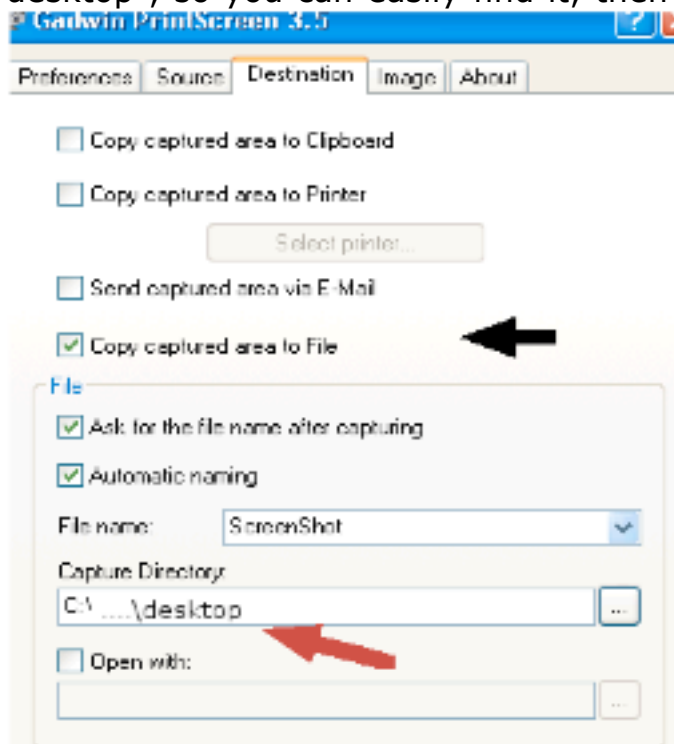 desktop , so you can easily find it, then
Gadwin PrintScreen 3.5
Preferences Source Destination Image About
Copy captured area to Clipboard
Copy captured area to Printer
Select printer...
Send captured area via E-Mail
Copy captured area to File
File
Ask for the file name after capturing
Automatic naming
File name: ScreenShot
Capture Directory:
C:\ ....\desktop ...
Open with:
...